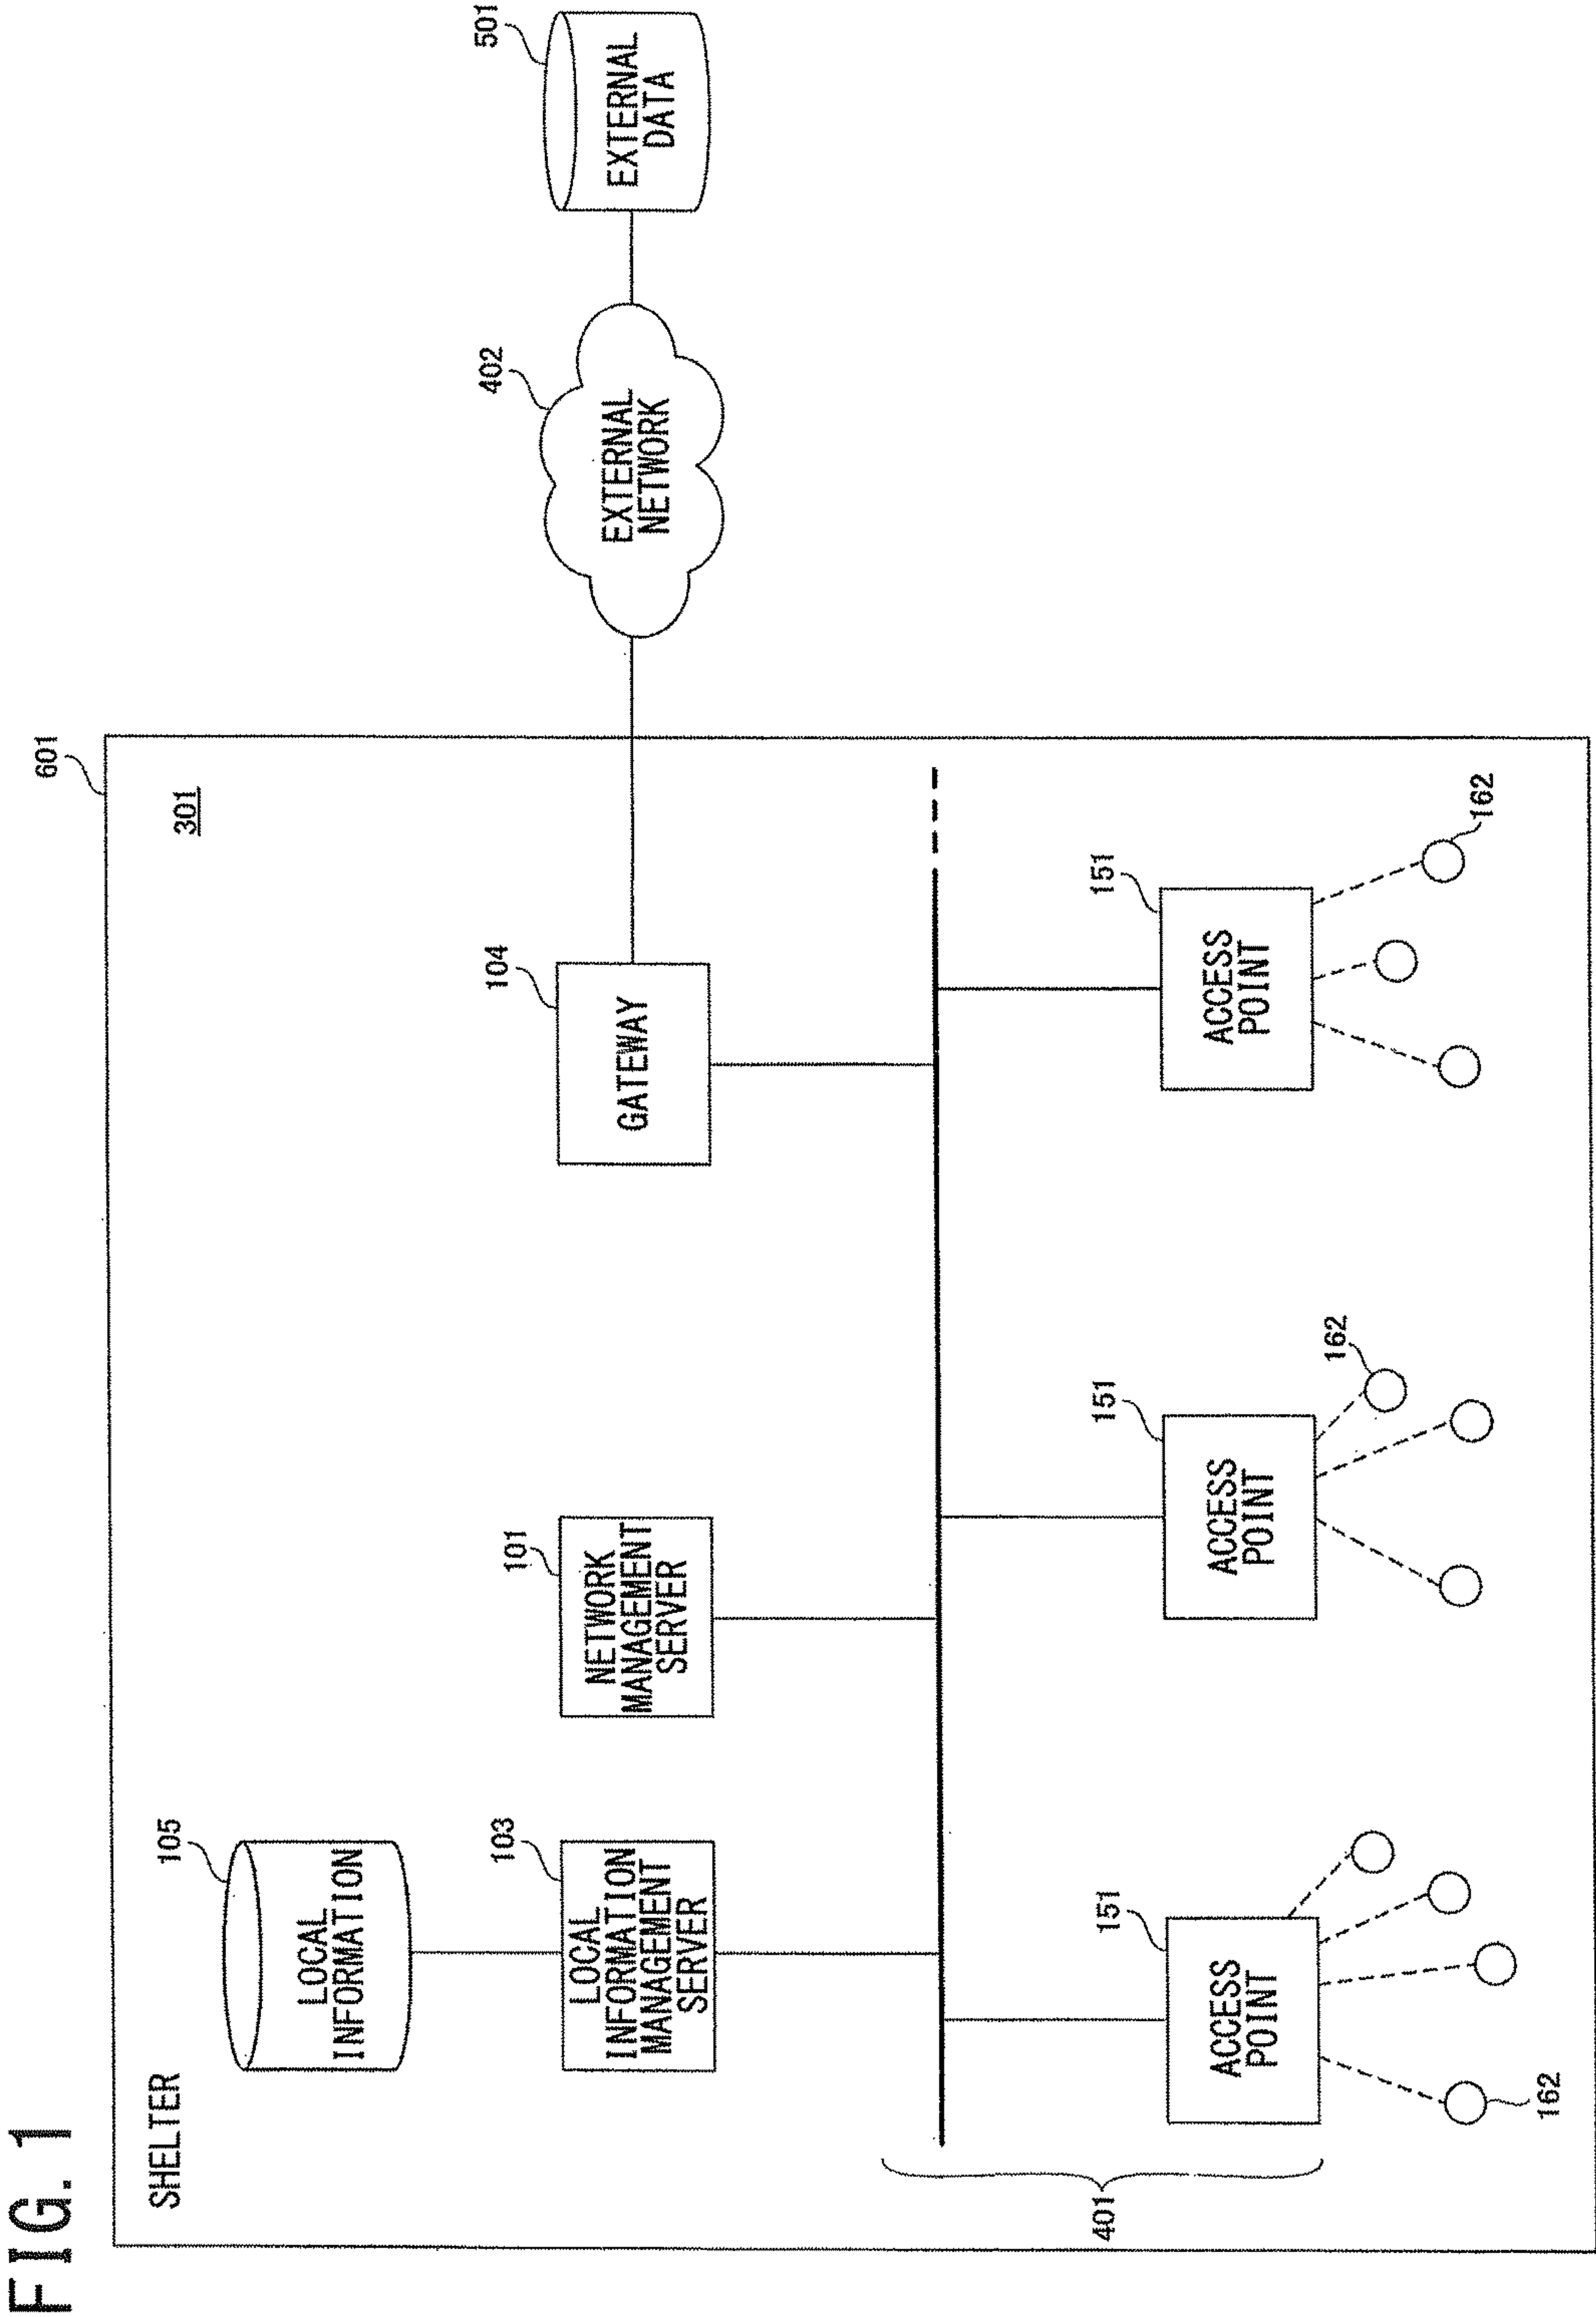 FIG. 1
601
SHELTER
301
105
LOCAL
INFORMATION
103
LOCAL
INFORMATION
MANAGEMENT
SERVER
101
NETWORK
MANAGEMENT
SERVER
104
GATEWAY
402
EXTERNAL
NETWORK
501
EXTERNAL
DATA
401
151
ACCESS
POINT
162
151
ACCESS
POINT
162
151
ACCESS
POINT
162